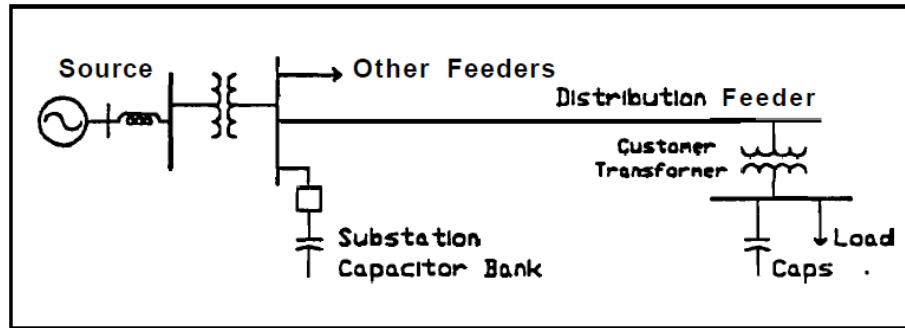 Source
Other Feeders
Distribution Feeder
Customer
Transformer
Substation
Capacitor Bank
Load
Caps